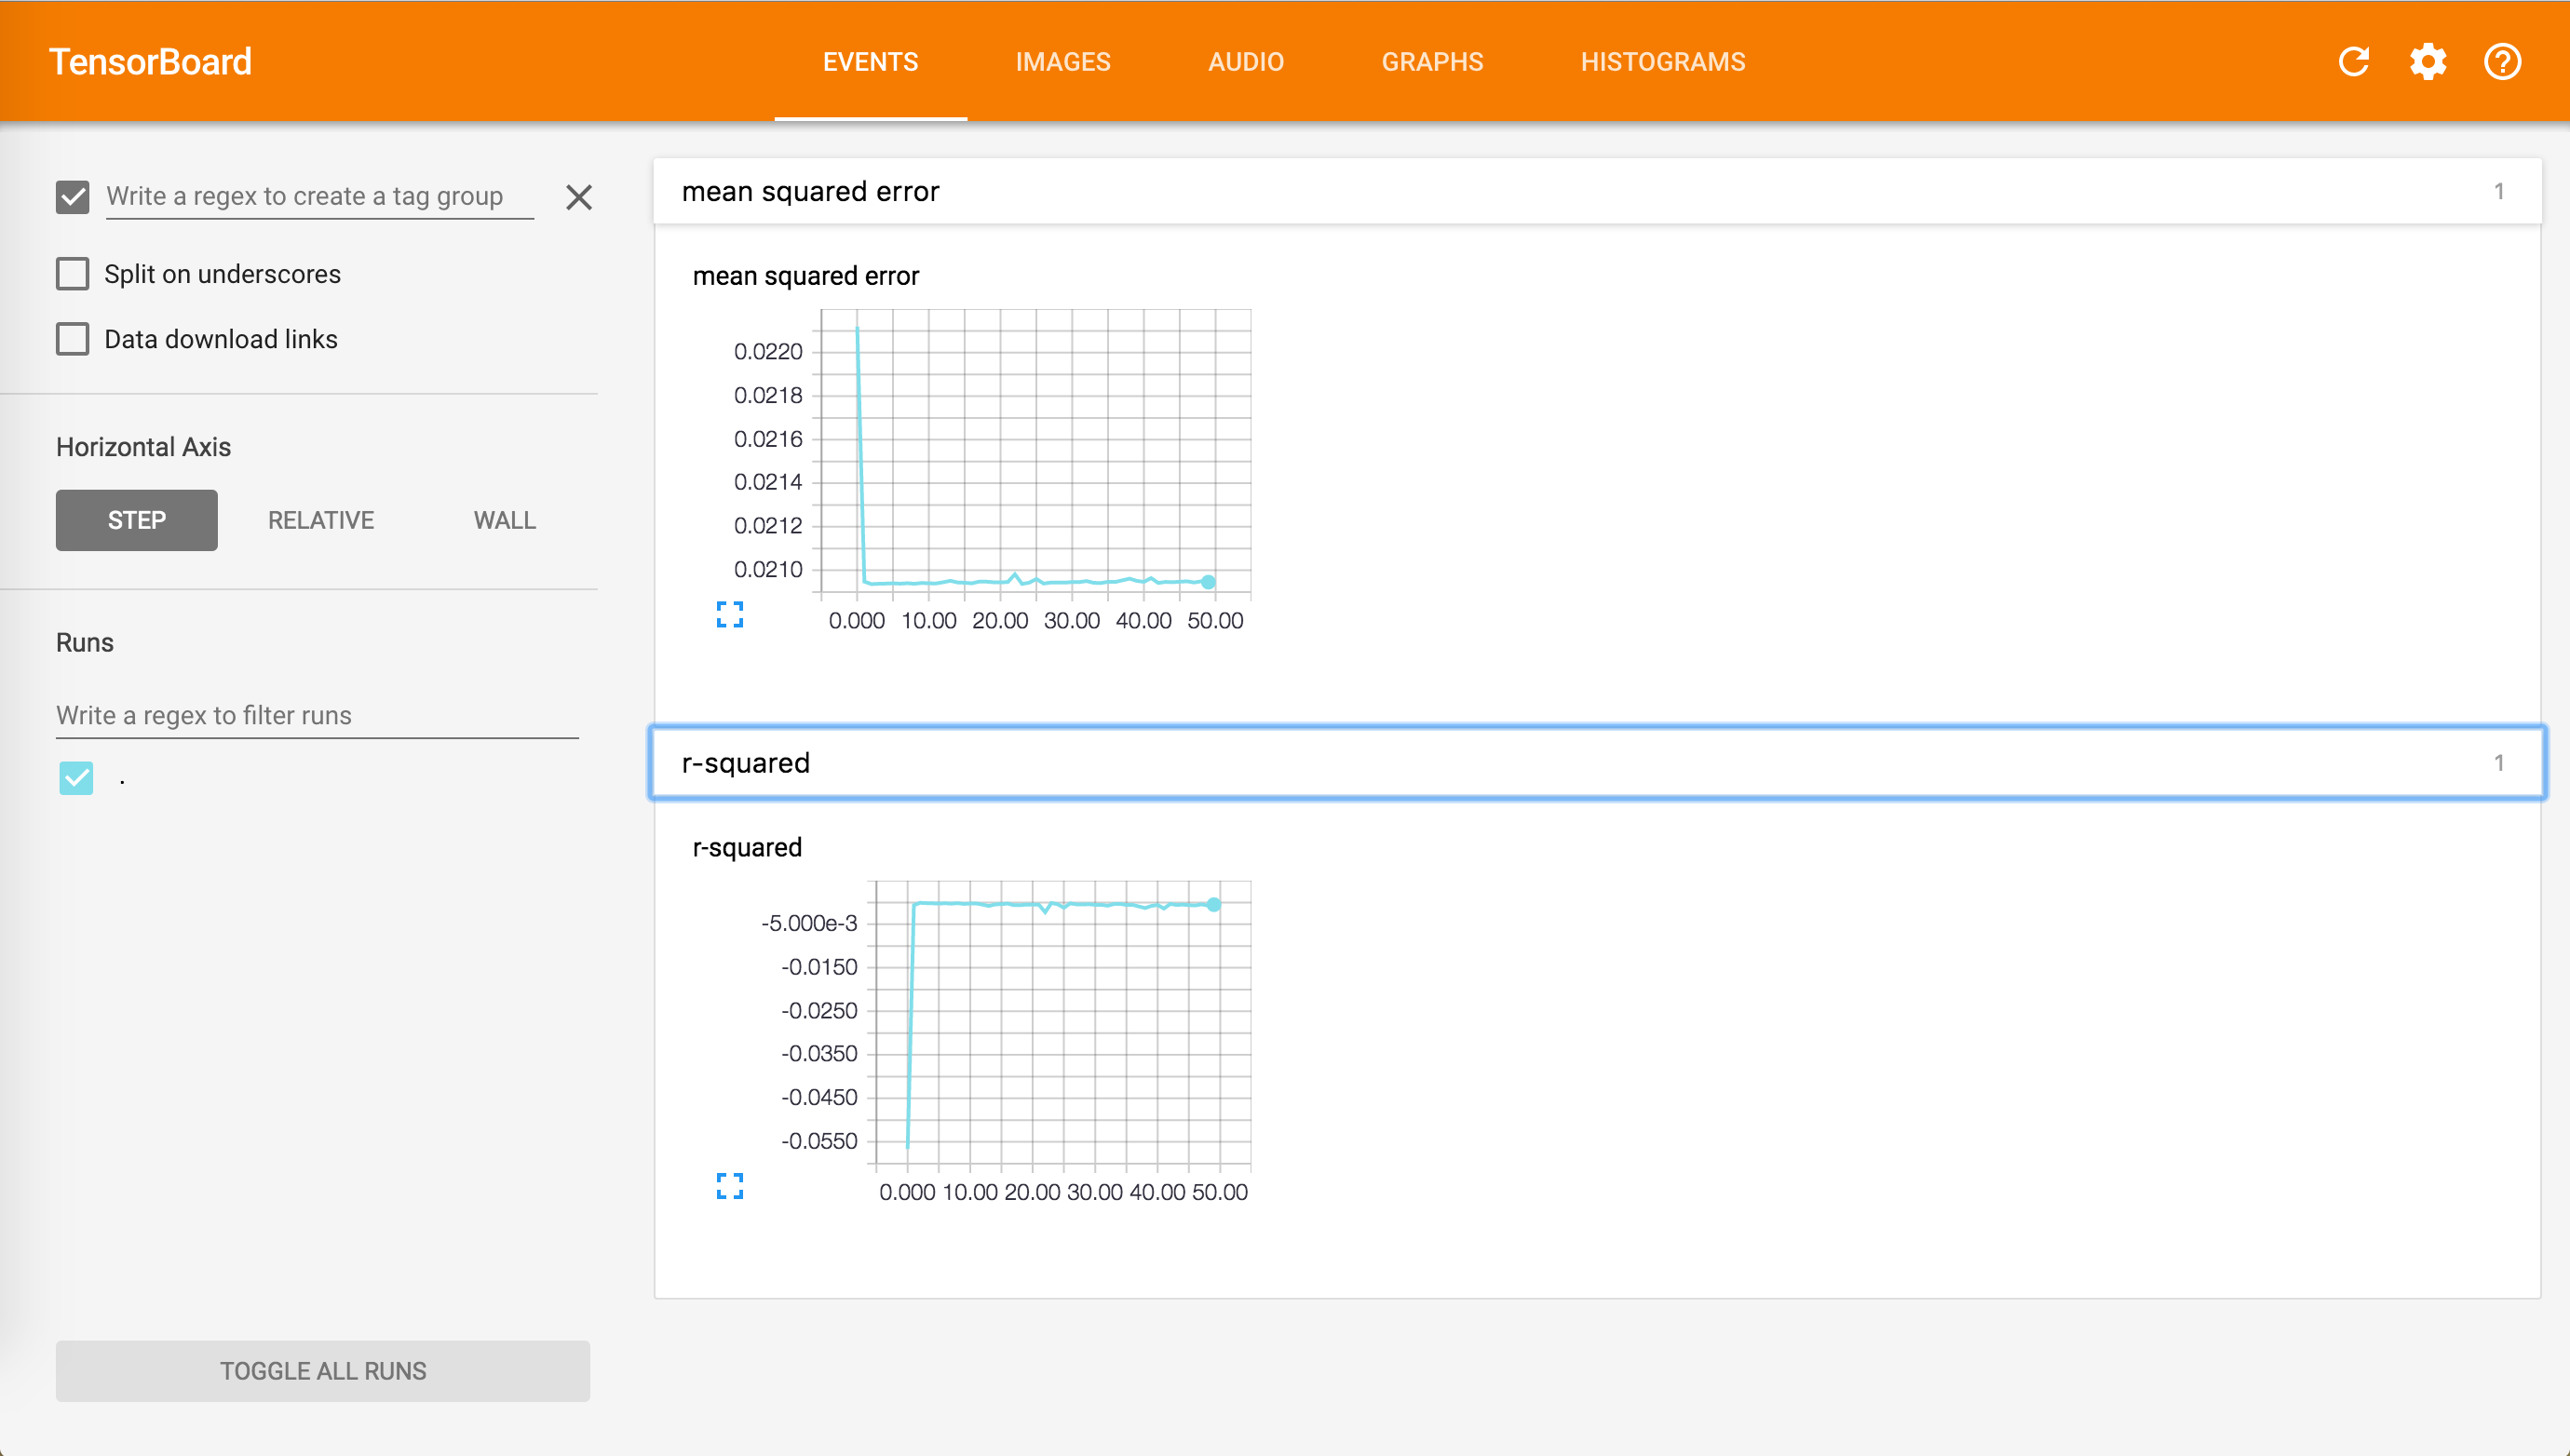 TensorBoard
EVENTS IMAGES AUDIO GRAPHS HISTOGRAMS
Write a regex to create a tag group
Split on underscores
Data download links
Horizontal Axis
STEP RELATIVE WALL
Runs
Write a regex to filter runs
.
TOGGLE ALL RUNS
mean squared error 1
mean squared error
0.0220
0.0218
0.0216
0.0214
0.0212
0.0210
0.000 10.00 20.00 30.00 40.00 50.00
r-squared 1
r-squared
-5.000e-3
-0.0150
-0.0250
-0.0350
-0.0450
-0.0550
0.000 10.00 20.00 30.00 40.00 50.00